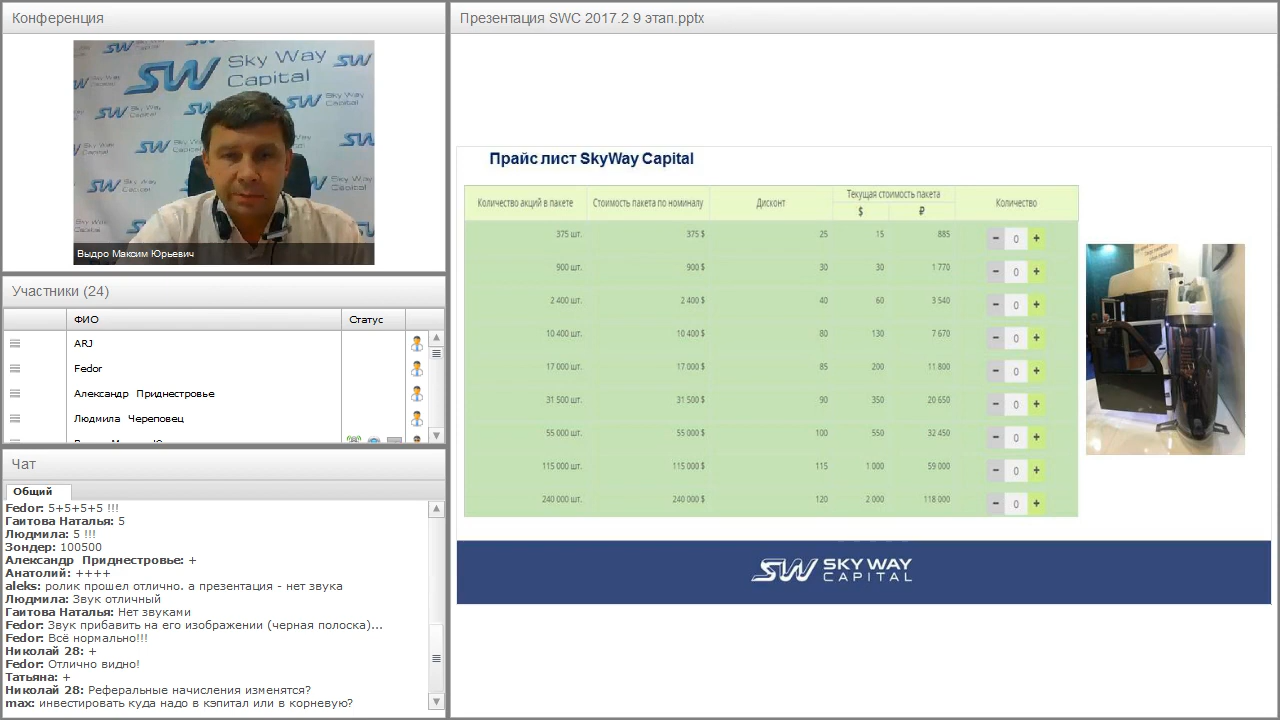 Конференция
Sky Way
Capital
Выдро Максим Юрьевич
Участники (24)
ФИО Статус
ARJ
Fedor
Александр Приднестровье
Людмила Череповец
Чат
Общий
Fedor: 5+5+5+5 !!!
Гаитова Наталья: 5
Людмила: 5 !!!
Зондер: 100500
Александр Приднестровье: +
Анатолий: ++++
aleks: ролик прошел отлично. а презентация - нет звука
Людмила: Звук отличный
Гаитова Наталья: Нет звуками
Fedor: Звук прибавить на его изображении (черная полоска)...
Fedor: Всё нормально!!!
Николай 28: +
Fedor: Отлично видно!
Татьяна: +
Николай 28: Реферальные начисления изменятся?
max: инвестировать куда надо в кэпитал или в корневую?
Презентация SWC 2017.2 9 этап.pptx
Прайс лист SkyWay Capital
Количество акций в пакете Стоимость пакета по номиналу Дисконт Текущая стоимость пакета Количество
$ ₽
375 шт. 375 $ 25 15 885 − 0 +
900 шт. 900 $ 30 30 1 770 − 0 +
2 400 шт. 2 400 $ 40 60 3 540 − 0 +
10 400 шт. 10 400 $ 80 130 7 670 − 0 +
17 000 шт. 17 000 $ 85 200 11 800 − 0 +
31 500 шт. 31 500 $ 90 350 20 650 − 0 +
55 000 шт. 55 000 $ 100 550 32 450 − 0 +
115 000 шт. 115 000 $ 115 1 000 59 000 − 0 +
240 000 шт. 240 000 $ 120 2 000 118 000 − 0 +
SW SKY WAY
CAPITAL